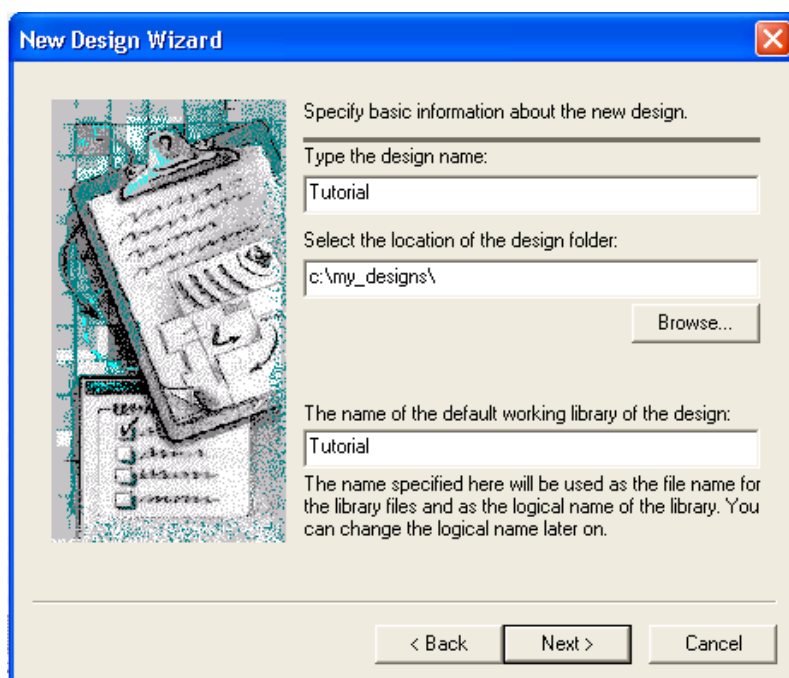 New Design Wizard
Specify basic information about the new design.
Type the design name:
Tutorial
Select the location of the design folder:
c:\my_designs\
Browse...
The name of the default working library of the design:
Tutorial
The name specified here will be used as the file name for
the library files and as the logical name of the library. You
can change the logical name later on.
< Back
Next >
Cancel